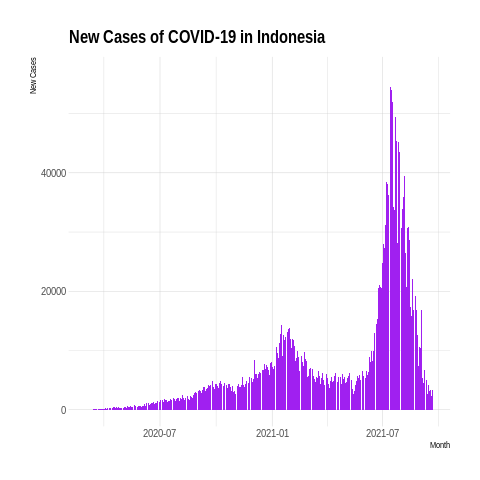 New Cases of COVID-19 in Indonesia
New Cases
40000
20000
0
2020-07 2021-01 2021-07
Month